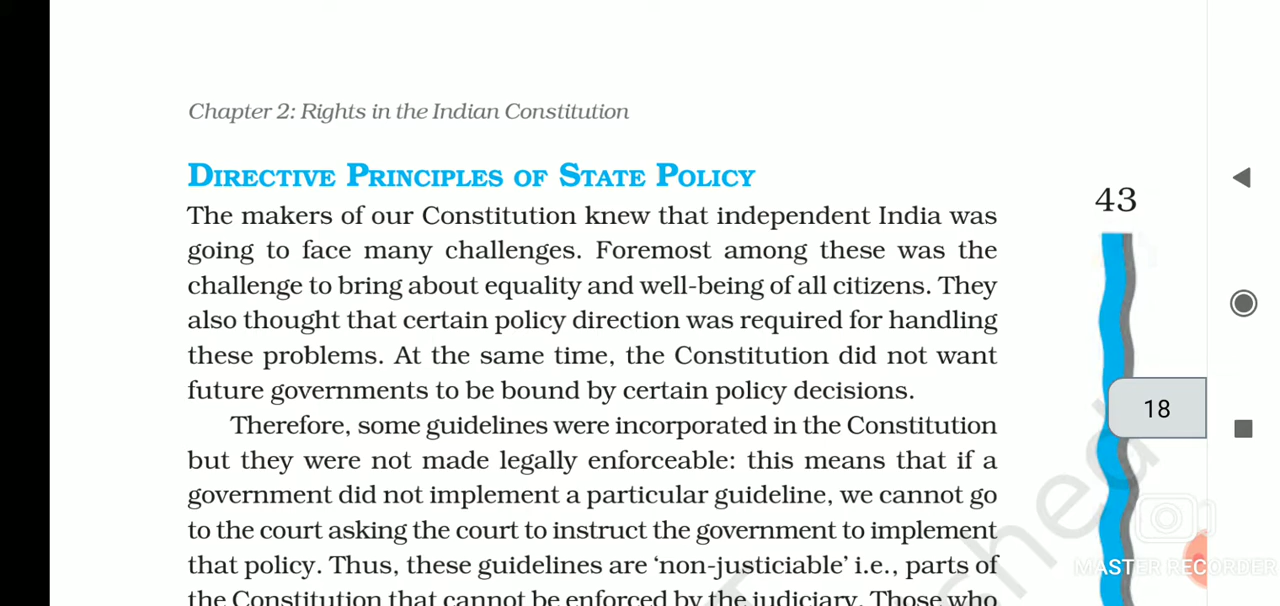 Chapter 2: Rights in the Indian Constitution
DIRECTIVE PRINCIPLES OF STATE POLICY
The makers of our Constitution knew that independent India was
going to face many challenges. Foremost among these was the
challenge to bring about equality and well-being of all citizens. They
also thought that certain policy direction was required for handling
these problems. At the same time, the Constitution did not want
future governments to be bound by certain policy decisions.
Therefore, some guidelines were incorporated in the Constitution
but they were not made legally enforceable: this means that if a
government did not implement a particular guideline, we cannot go
to the court asking the court to instruct the government to implement
that policy. Thus, these guidelines are ‘non-justiciable’ i.e., parts of
the Constitution that cannot be enforced by the judiciary. Those who
43
18
shed
MASTER RECORDER